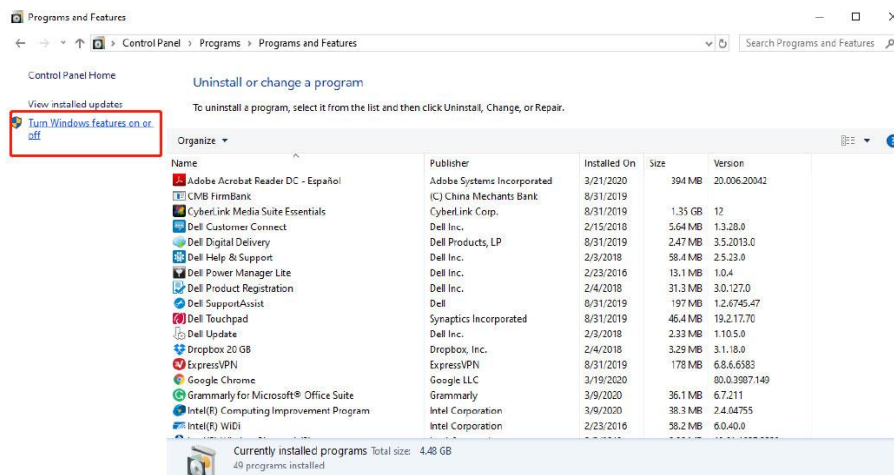 Programs and Features
Control Panel > Programs > Programs and Features
Search Programs and Features
Control Panel Home
View installed updates
Turn Windows features on or
off
Uninstall or change a program
To uninstall a program, select it from the list and then click Uninstall, Change, or Repair.
Organize
Name Publisher Installed On Size Version
Adobe Acrobat Reader DC - Español Adobe Systems Incorporated 3/21/2020 394 MB 20.006.20042
CMB FirmBank (C) China Mechants Bank 8/31/2019
CyberLink Media Suite Essentials CyberLink Corp. 8/31/2019 1.35 GB 12
Dell Customer Connect Dell Inc. 2/15/2018 5.64 MB 1.3.28.0
Dell Digital Delivery Dell Products, LP 8/31/2019 2.47 MB 3.5.2013.0
Dell Help & Support Dell Inc. 2/3/2018 58.4 MB 2.5.23.0
Dell Power Manager Lite Dell Inc. 2/23/2016 13.1 MB 1.0.4
Dell Product Registration Dell Inc. 2/4/2018 31.3 MB 3.0.127.0
Dell SupportAssist Dell 8/31/2019 197 MB 1.2.6745.47
Dell Touchpad Synaptics Incorporated 8/31/2019 46.4 MB 19.2.17.70
Dell Update Dell Inc. 2/3/2018 2.33 MB 1.10.5.0
Dropbox 20 GB Dropbox, Inc. 2/4/2018 3.29 MB 3.1.18.0
ExpressVPN ExpressVPN 8/31/2019 178 MB 6.8.6.6583
Google Chrome Google LLC 3/19/2020 80.0.3987.149
Grammarly for Microsoft® Office Suite Grammarly 3/9/2020 36.1 MB 6.7.211
Intel(R) Computing Improvement Program Intel Corporation 3/9/2020 38.3 MB 2.4.04755
Intel(R) WiDi Intel Corporation 2/23/2016 58.2 MB 6.0.40.0
Currently installed programs Total size: 4.48 GB
49 programs installed